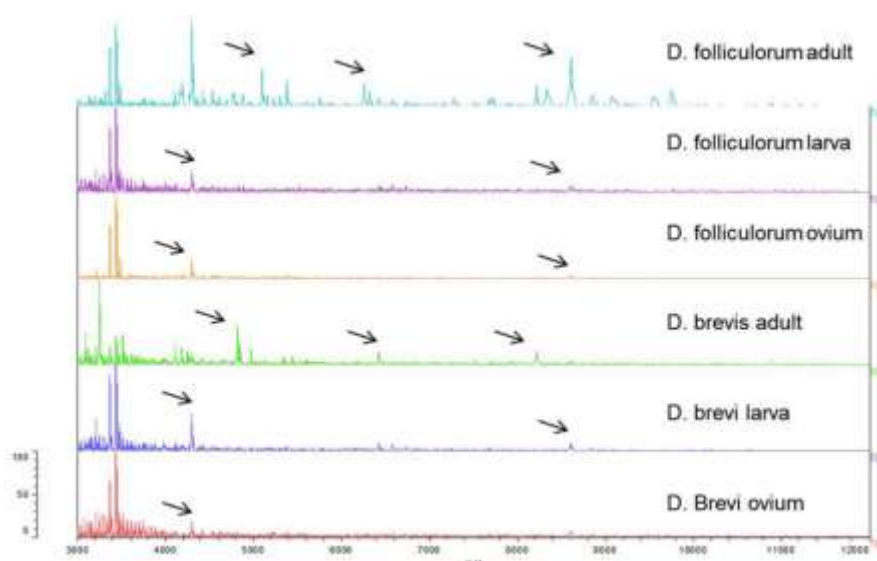 D. folliculorum adult
D. folliculorum larva
D. folliculorum ovium
D. brevis adult
D. brevi larva
D. Brevi ovium
100
50
0
3000 4000 5000 6000 7000 8000 9000 10000 11000 12000